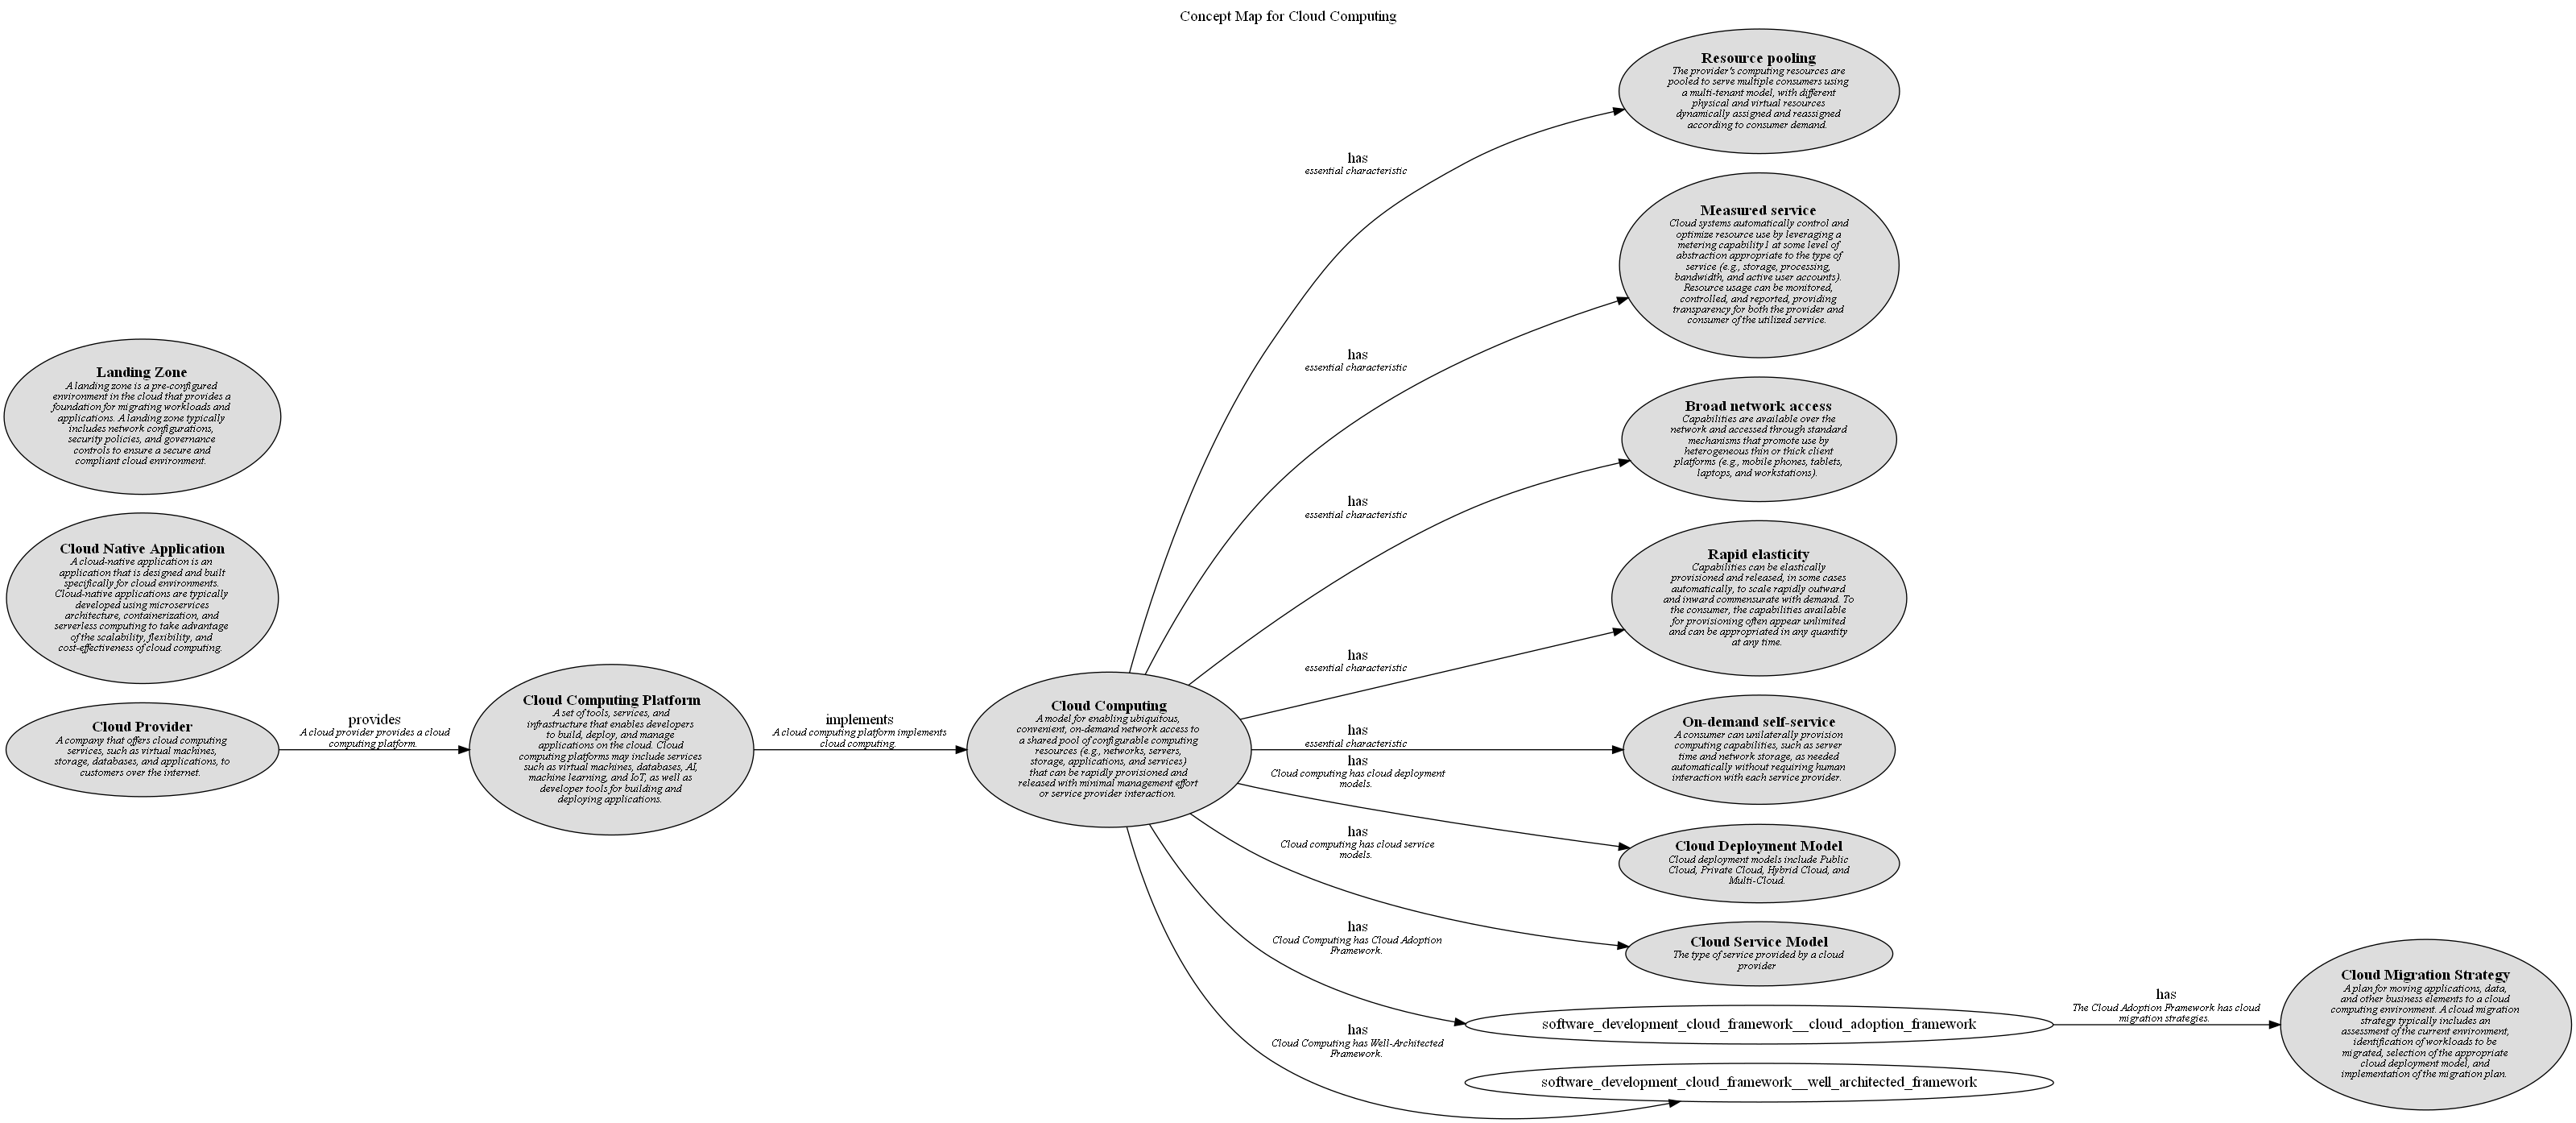 Concept Map for Cloud Computing
Resource pooling
The provider's computing resources are
pooled to serve multiple consumers using
a multi-tenant model, with different
physical and virtual resources
dynamically assigned and reassigned
according to consumer demand.
has
essential characteristic
Measured service
Cloud systems automatically control and
optimize resource use by leveraging a
metering capability1 at some level of
abstraction appropriate to the type of
service (e.g., storage, processing,
bandwidth, and active user accounts).
Resource usage can be monitored,
controlled, and reported, providing
transparency for both the provider and
consumer of the utilized service.
has
essential characteristic
Broad network access
Capabilities are available over the
network and accessed through standard
mechanisms that promote use by
heterogeneous thin or thick client
platforms (e.g., mobile phones, tablets,
laptops, and workstations).
has
essential characteristic
Landing Zone
A landing zone is a pre-configured
environment in the cloud that provides a
foundation for migrating workloads and
applications. A landing zone typically
includes network configurations,
security policies, and governance
controls to ensure a secure and
compliant cloud environment.
Cloud Native Application
A cloud-native application is an
application that is designed and built
specifically for cloud environments.
Cloud-native applications are typically
developed using microservices
architecture, containerization, and
serverless computing to take advantage
of the scalability, flexibility, and
cost-effectiveness of cloud computing.
Rapid elasticity
Capabilities can be elastically
provisioned and released, in some cases
automatically, to scale rapidly outward
and inward commensurate with demand. To
the consumer, the capabilities available
for provisioning often appear unlimited
and can be appropriated in any quantity
at any time.
has
essential characteristic
Cloud Provider
A company that offers cloud computing
services, such as virtual machines,
storage, databases, and applications, to
customers over the internet.
provides
A cloud provider provides a cloud
computing platform.
Cloud Computing Platform
A set of tools, services, and
infrastructure that enables developers
to build, deploy, and manage
applications on the cloud. Cloud
computing platforms may include services
such as virtual machines, databases, AI,
machine learning, and IoT, as well as
developer tools for building and
deploying applications.
implements
A cloud computing platform implements
cloud computing.
Cloud Computing
A model for enabling ubiquitous,
convenient, on-demand network access to
a shared pool of configurable computing
resources (e.g., networks, servers,
storage, applications, and services)
that can be rapidly provisioned and
released with minimal management effort
or service provider interaction.
has
essential characteristic
On-demand self-service
A consumer can unilaterally provision
computing capabilities, such as server
time and network storage, as needed
automatically without requiring human
interaction with each service provider.
has
Cloud computing has cloud deployment
models.
Cloud Deployment Model
Cloud deployment models include Public
Cloud, Private Cloud, Hybrid Cloud, and
Multi-Cloud.
has
Cloud computing has cloud service
models.
Cloud Service Model
The type of service provided by a cloud
provider
has
Cloud Computing has Cloud Adoption
Framework.
software_development_cloud_framework__cloud_adoption_framework
has
The Cloud Adoption Framework has cloud
migration strategies.
Cloud Migration Strategy
A plan for moving applications, data,
and other business elements to a cloud
computing environment. A cloud migration
strategy typically includes an
assessment of the current environment,
identification of workloads to be
migrated, selection of the appropriate
cloud deployment model, and
implementation of the migration plan.
has
Cloud Computing has Well-Architected
Framework.
software_development_cloud_framework__well_architected_framework